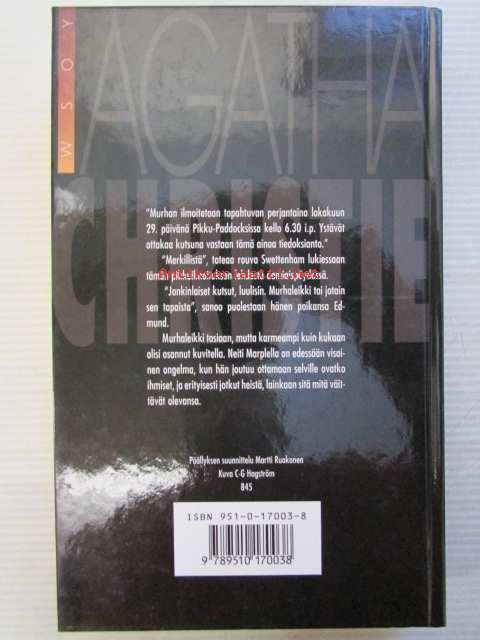 WSOY
AGATHA
CHRISTIE
"Murhan ilmoitetaan tapahtuvan perjantaina lokakuun
29. päivänä Pikku-Paddocksissa kello 6.30 i.p. Ystävät
ottakaa kutsuna vastaan tämä ainoa tiedoksianto."
"Merkillistä", toteaa rouva Swettenham lukiessaan
tämän
"Jonkinlaiset kutsut, luulisin. Murhaleikki tai jotain
sen tapaista", sanoo puolestaan hänen poikansa Ed-
mund.
Murhaleikki tosiaan, mutta karmeampi kuin kukaan
olisi osannut kuvitella. Neiti Marplella on edessään visai-
nen ongelma, kun hän joutuu ottamaan selville ovatko
ihmiset, ja erityisesti jotkut heistä, lainkaan sitä mitä väit-
tävät olevansa.
Päällyksen suunnittelu Martti Ruokonen
Kuva C-G Hagström
845
ISBN 951-0-17003-8
9 789510 170038